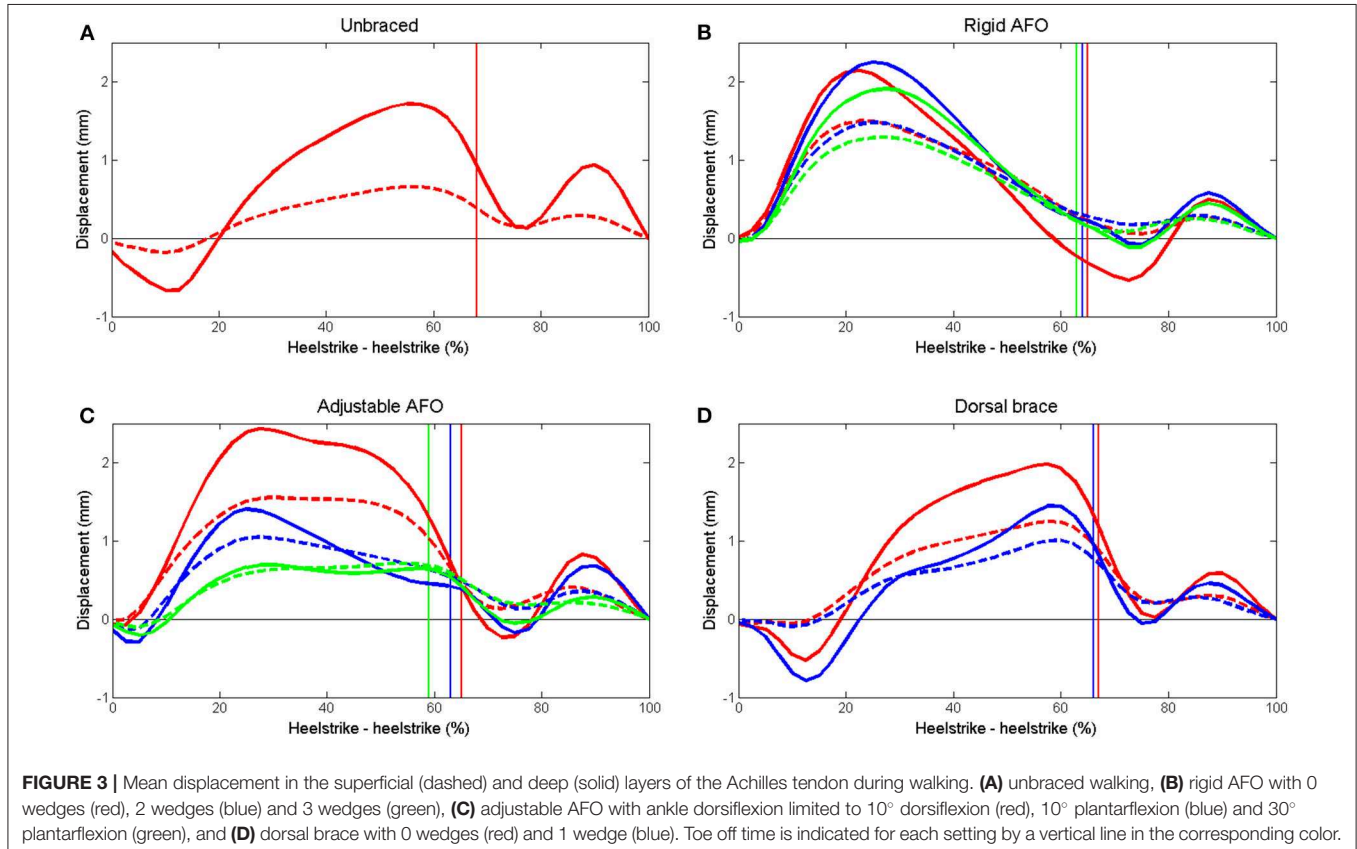 A
Unbraced
Displacement (mm)
2
1
0
-1
0 20 40 60 80 100
Heelstrike - heelstrike (%)
B
Rigid AFO
Displacement (mm)
2
1
0
-1
0 20 40 60 80 100
Heelstrike - heelstrike (%)
C
Adjustable AFO
Displacement (mm)
2
1
0
-1
0 20 40 60 80 100
Heelstrike - heelstrike (%)
D
Dorsal brace
Displacement (mm)
2
1
0
-1
0 20 40 60 80 100
Heelstrike - heelstrike (%)
FIGURE 3 | Mean displacement in the superficial (dashed) and deep (solid) layers of the Achilles tendon during walking. (A) unbraced walking, (B) rigid AFO with 0
wedges (red), 2 wedges (blue) and 3 wedges (green), (C) adjustable AFO with ankle dorsiflexion limited to 10° dorsiflexion (red), 10° plantarflexion (blue) and 30°
plantarflexion (green), and (D) dorsal brace with 0 wedges (red) and 1 wedge (blue). Toe off time is indicated for each setting by a vertical line in the corresponding color.